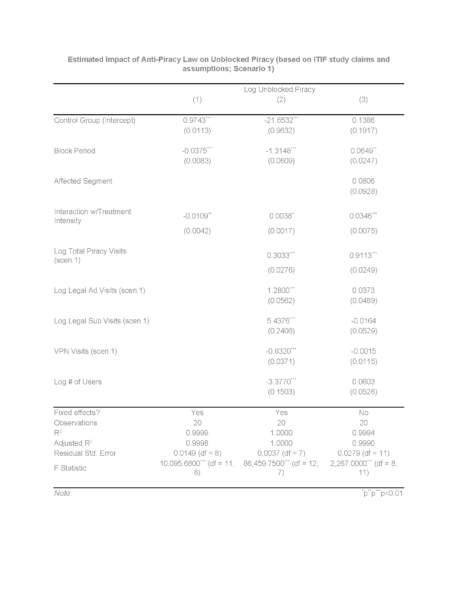 Estimated Impact of Anti-Piracy Law on Unblocked Piracy (based on ITIF study claims and
assumptions; Scenario 1)
Log Unblocked Piracy
(1) (2) (3)
Control Group (Intercept) 0.9743*** -21.6532*** 0.1386
(0.0113) (0.9632) (0.1917)
Block Period -0.0375*** -1.3146*** 0.0649**
(0.0083) (0.0609) (0.0247)
Affected Segment 0.0806
(0.0928)
Interaction w/Treatment
Intensity -0.0109** 0.0038* 0.0346***
(0.0042) (0.0017) (0.0075)
Log Total Piracy Visits
(scen.1) 0.3033*** 0.9113***
(0.0276) (0.0249)
Log Legal Ad Visits (scen.1) 1.2800*** 0.0373
(0.0562) (0.0489)
Log Legal Sub Visits (scen.1) 5.4376*** -0.0164
(0.2406) (0.0529)
VPN Visits (scen.1) -0.8320*** -0.0015
(0.0371) (0.0115)
Log # of Users -3.3770*** 0.0603
(0.1503) (0.0526)
Fixed effects? Yes Yes No
Observations 20 20 20
R² 0.9999 1.0000 0.9994
Adjusted R² 0.9998 1.0000 0.9990
Residual Std. Error 0.0149 (df = 8) 0.0037 (df = 7) 0.0279 (df = 11)
F Statistic 10,095.6800*** (df = 11; 86,459.7500*** (df = 12; 2,267.0000*** (df = 8;
8) 7) 11)
Note: *p**p***p<0.01